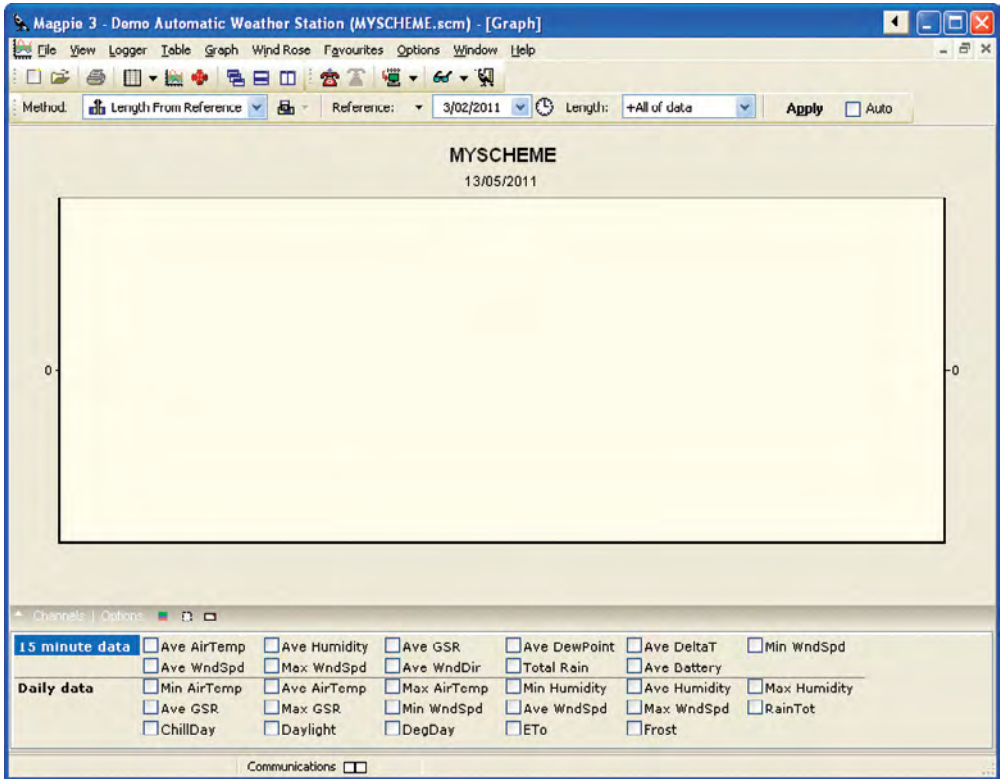 Magpie 3 - Demo Automatic Weather Station (MYSCHEME.scm) - [Graph]
File View Logger Table Graph Wind Rose Favourites Options Window Help
Method. Length From Reference Reference: 3/02/2011 Length: +All of data Apply Auto
MYSCHEME
13/05/2011
0 0
Channels | Options
15 minute data Ave AirTemp Ave Humidity Ave GSR Ave DewPoint Ave DeltaT Min WndSpd
Ave WndSpd Max WndSpd Ave WndDir Total Rain Ave Battery
Daily data Min AirTemp Ave AirTemp Max AirTemp Min Humidity Ave Humidity Max Humidity
Ave GSR Max GSR Min WndSpd Ave WndSpd Max WndSpd RainTot
ChillDay Daylight DegDay ETo Frost
Communications